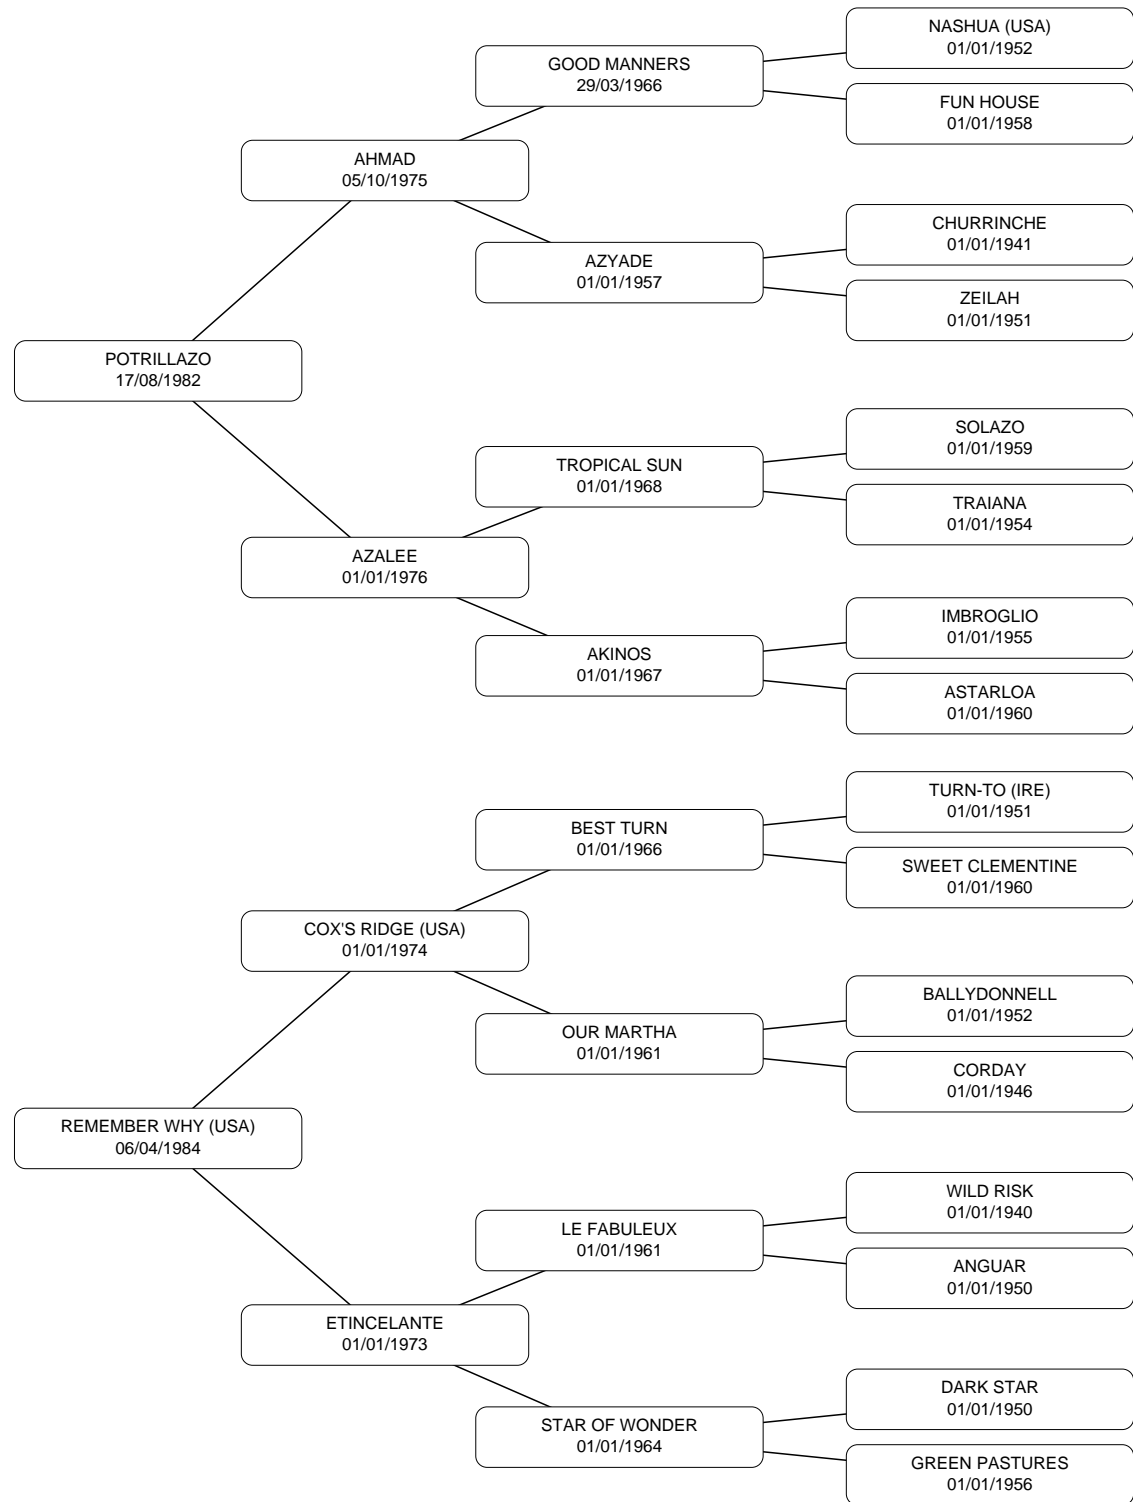 NASHUA (USA)
01/01/1952
GOOD MANNERS
29/03/1966
FUN HOUSE
01/01/1958
AHMAD
05/10/1975
CHURRINCHE
01/01/1941
AZYADE
01/01/1957
ZEILAH
01/01/1951
POTRILLAZO
17/08/1982
SOLAZO
01/01/1959
TROPICAL SUN
01/01/1968
TRAIANA
01/01/1954
AZALEE
01/01/1976
IMBROGLIO
01/01/1955
AKINOS
01/01/1967
ASTARLOA
01/01/1960
TURN-TO (IRE)
01/01/1951
BEST TURN
01/01/1966
SWEET CLEMENTINE
01/01/1960
COX'S RIDGE (USA)
01/01/1974
BALLYDONNELL
01/01/1952
OUR MARTHA
01/01/1961
CORDAY
01/01/1946
REMEMBER WHY (USA)
06/04/1984
WILD RISK
01/01/1940
LE FABULEUX
01/01/1961
ANGUAR
01/01/1950
ETINCELANTE
01/01/1973
DARK STAR
01/01/1950
STAR OF WONDER
01/01/1964
GREEN PASTURES
01/01/1956